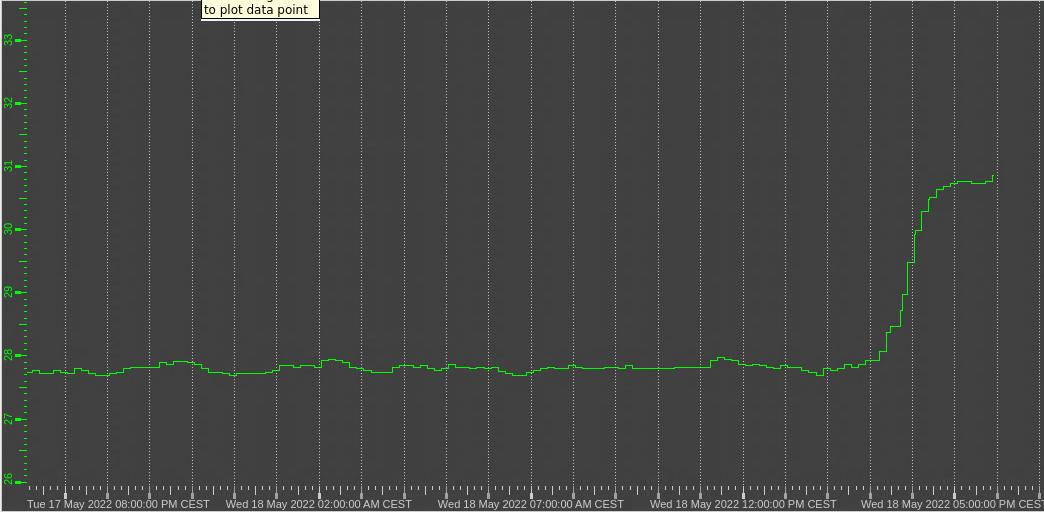 to plot data point
33
32
31
30
29
28
27
26
Tue 17 May 2022 08:00:00 PM CEST
Wed 18 May 2022 02:00:00 AM CEST
Wed 18 May 2022 07:00:00 AM CEST
Wed 18 May 2022 12:00:00 PM CEST
Wed 18 May 2022 05:00:00 PM CEST